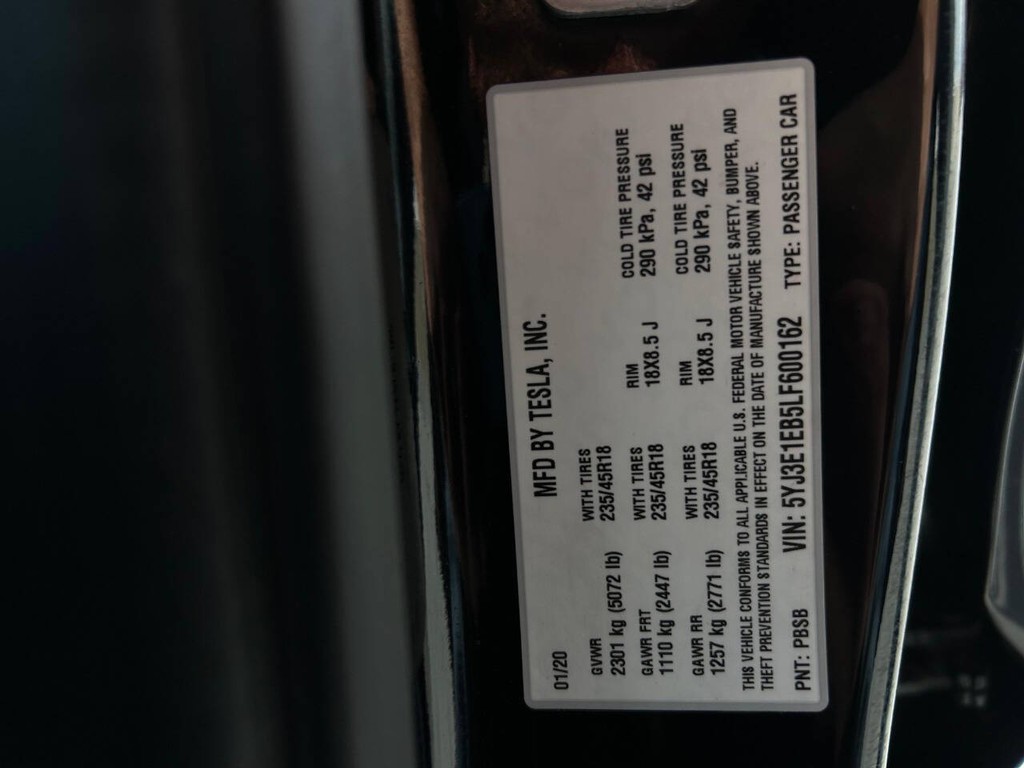 MFD BY TESLA, INC.
01/20
GVWR WITH TIRES
2301 kg (5072 lb) 235/45R18
GAWR FRT WITH TIRES RIM COLD TIRE PRESSURE
1110 kg (2447 lb) 235/45R18 18X8.5 J 290 kPa, 42 psi
GAWR RR WITH TIRES RIM COLD TIRE PRESSURE
1257 kg (2771 lb) 235/45R18 18X8.5 J 290 kPa, 42 psi
THIS VEHICLE CONFORMS TO ALL APPLICABLE U.S. FEDERAL MOTOR VEHICLE SAFETY, BUMPER, AND
THEFT PREVENTION STANDARDS IN EFFECT ON THE DATE OF MANUFACTURE SHOWN ABOVE.
PNT: PBSB VIN: 5YJ3E1EB5LF600162 TYPE: PASSENGER CAR